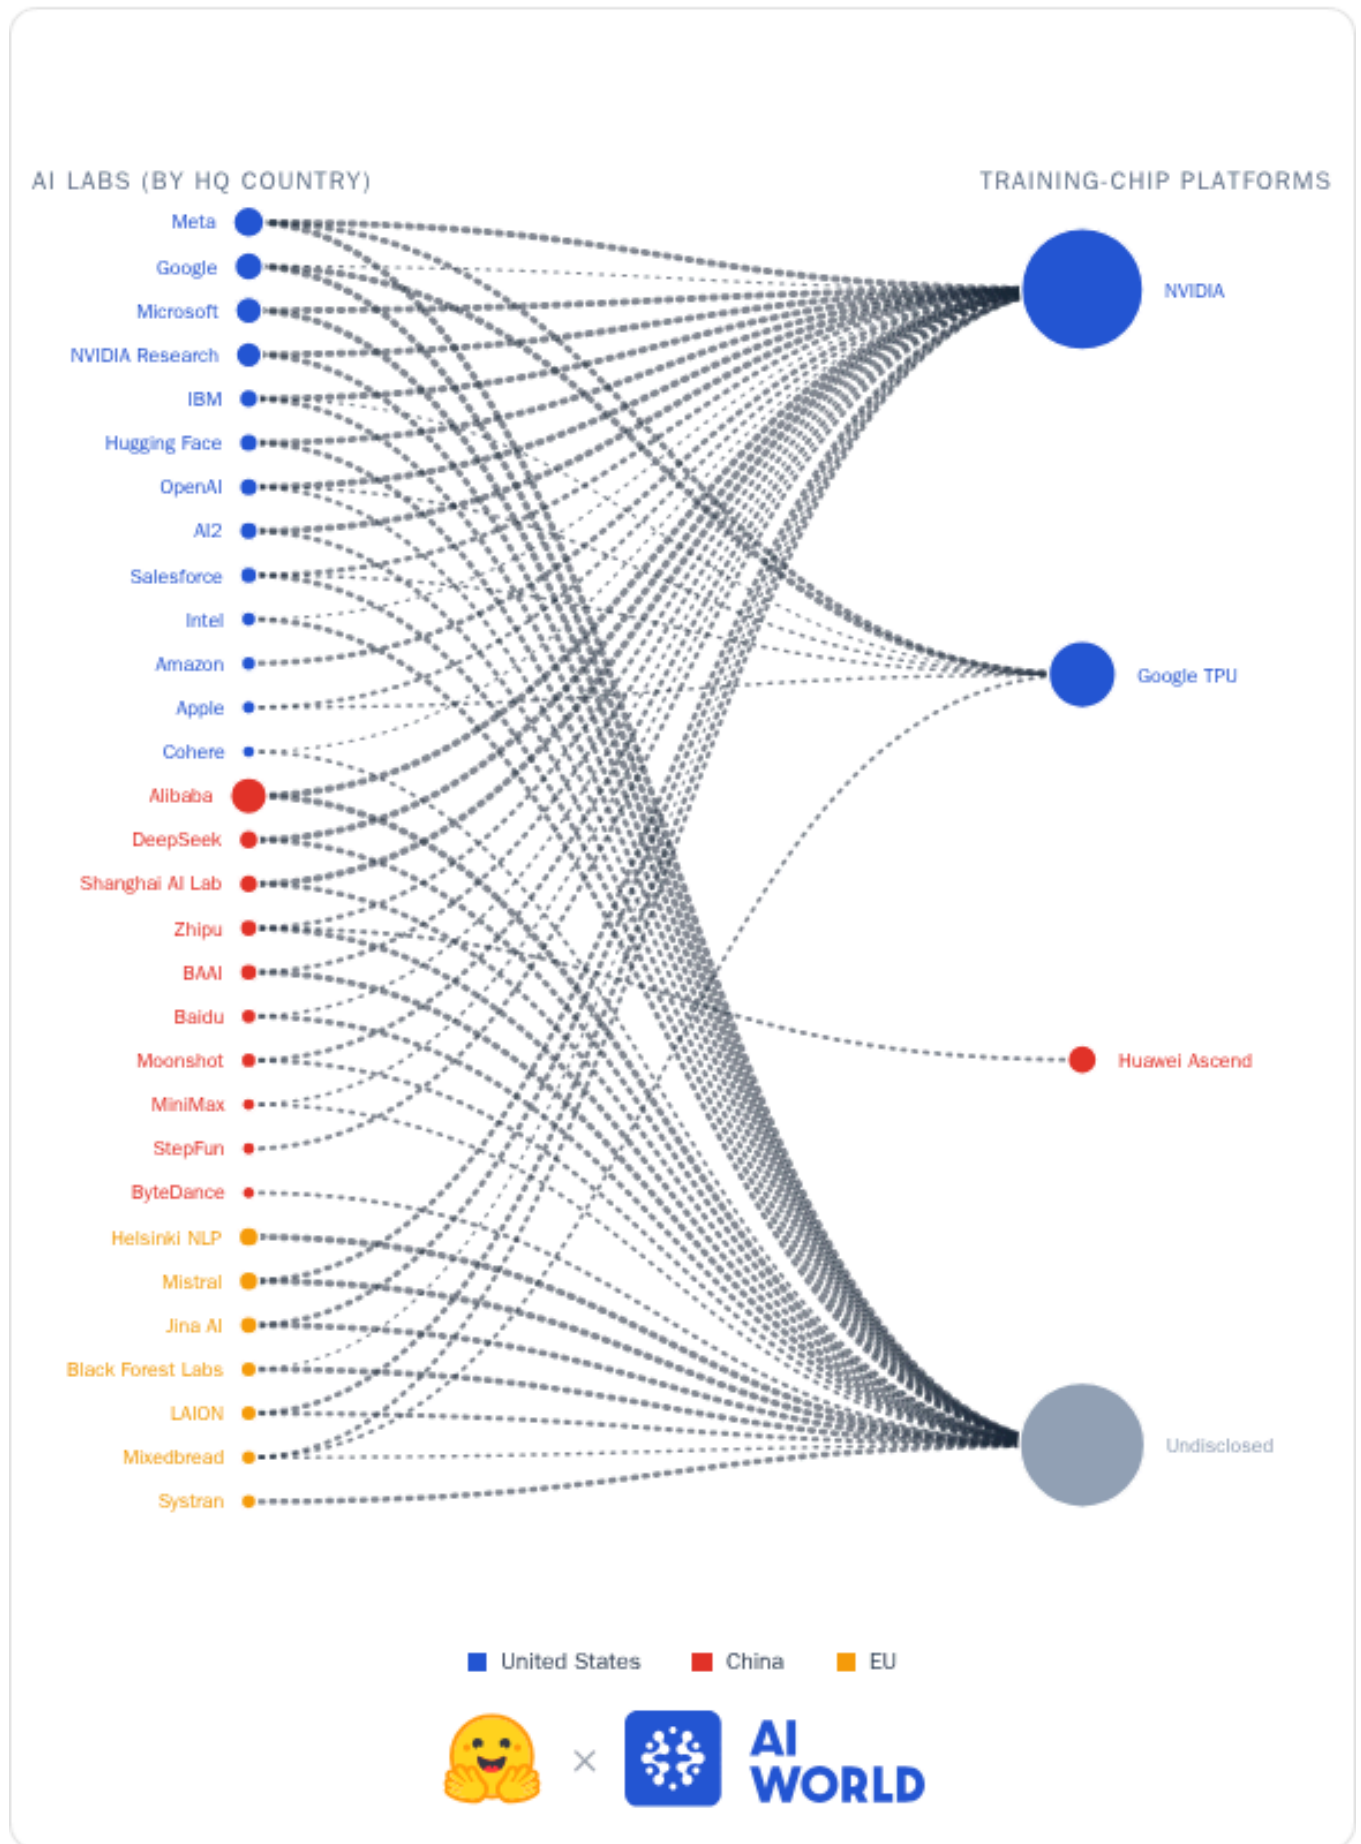 AI LABS (BY HQ COUNTRY)
TRAINING-CHIP PLATFORMS
Meta
Google
Microsoft
NVIDIA Research
IBM
Hugging Face
OpenAI
AI2
Salesforce
Intel
Amazon
Apple
Cohere
Alibaba
DeepSeek
Shanghai AI Lab
Zhipu
BAAI
Baidu
Moonshot
MiniMax
StepFun
ByteDance
Helsinki NLP
Mistral
Jina AI
Black Forest Labs
LAION
Mixedbread
Systran
NVIDIA
Google TPU
Huawei Ascend
Undisclosed
United States
China
EU
×
AI
WORLD